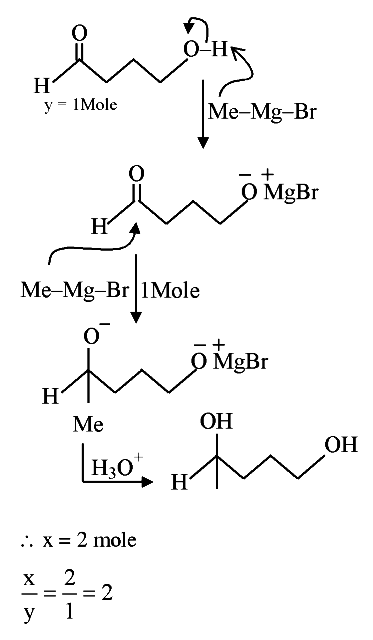 O
O–H
H
y = 1Mole
Me–Mg–Br
O
– +
O MgBr
H
Me–Mg–Br 1Mole
O–
– +
O MgBr
H
Me
OH
OH
H₃O⁺
H
∴ x = 2 mole
x/y = 2/1 = 2